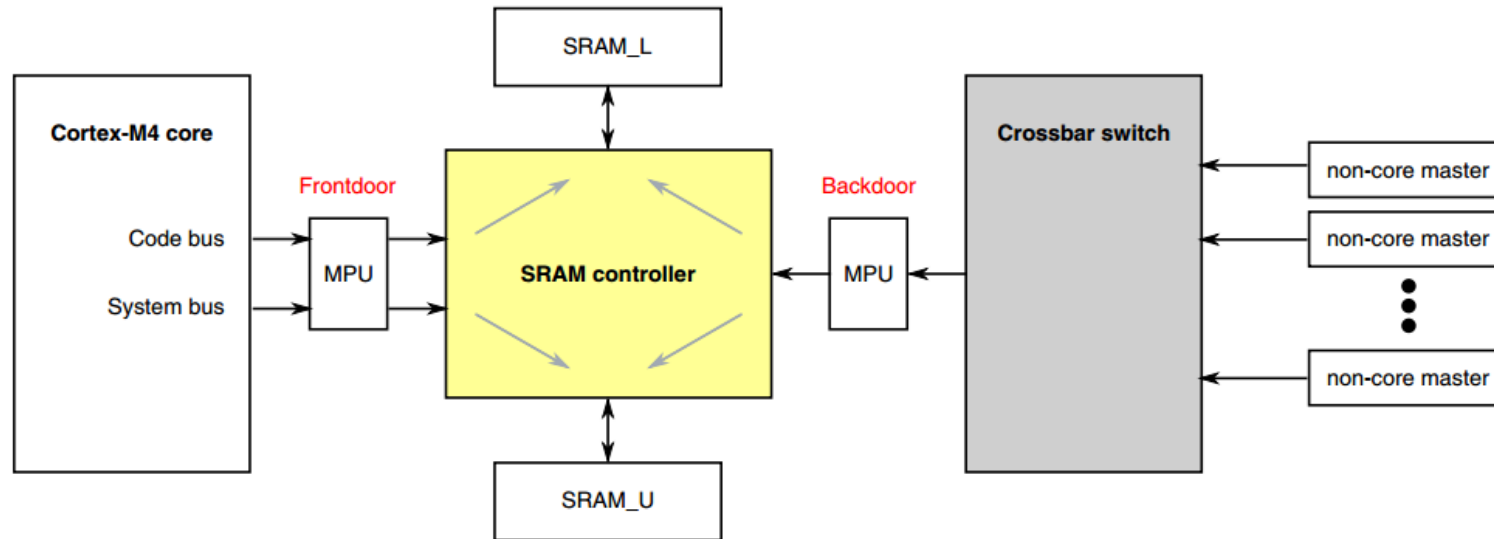 SRAM_L
Cortex-M4 core
Crossbar switch
Frontdoor
Backdoor
non-core master
Code bus
MPU
SRAM controller
MPU
non-core master
System bus
non-core master
SRAM_U